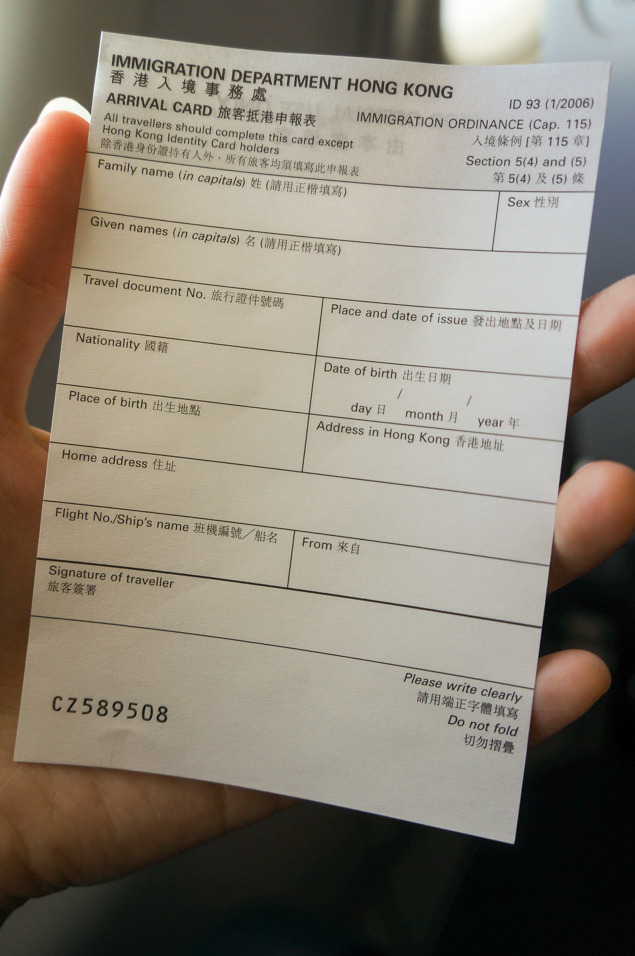 IMMIGRATION DEPARTMENT HONG KONG
香港入境事務處
ID 93 (1/2006)
ARRIVAL CARD 旅客抵港申報表
IMMIGRATION ORDINANCE (Cap. 115)
入境條例 [第 115 章]
All travellers should complete this card except
Hong Kong Identity Card holders
除香港身份證持有人外，所有旅客均須填寫此申報表
Section 5(4) and (5)
第 5(4) 及 (5) 條
Family name (in capitals) 姓 (請用正楷填寫)
Sex 性別
Given names (in capitals) 名 (請用正楷填寫)
Travel document No. 旅行證件號碼
Place and date of issue 發出地點及日期
Nationality 國籍
Date of birth 出生日期
/ /
day 日 month 月 year 年
Place of birth 出生地點
Address in Hong Kong 香港地址
Home address 住址
Flight No./Ship's name 班機編號／船名
From 來自
Signature of traveller
旅客簽署
Please write clearly
請用端正字體填寫
Do not fold
切勿摺疊
CZ589508